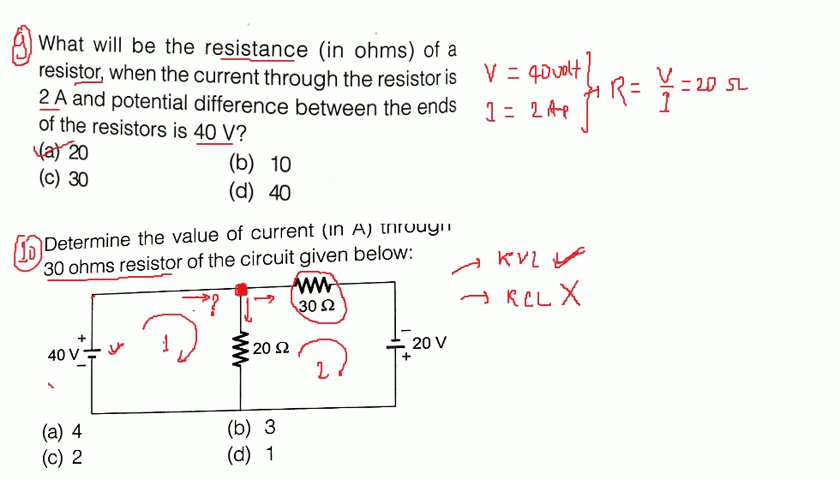 9
What will be the resistance (in ohms) of a
resistor, when the current through the resistor is
2 A and potential difference between the ends
of the resistors is 40 V?
(a) 20
(b) 10
(c) 30
(d) 40
V = 40 volt
I = 2 Amp
R = V/I = 20 Ω
10
Determine the value of current (in A) through
30 ohms resistor of the circuit given below:
→ KVL ✓
→ KCL X
→ ?
30 Ω
+
40 V
−
1
20 Ω
2
−
20 V
+
(a) 4
(b) 3
(c) 2
(d) 1